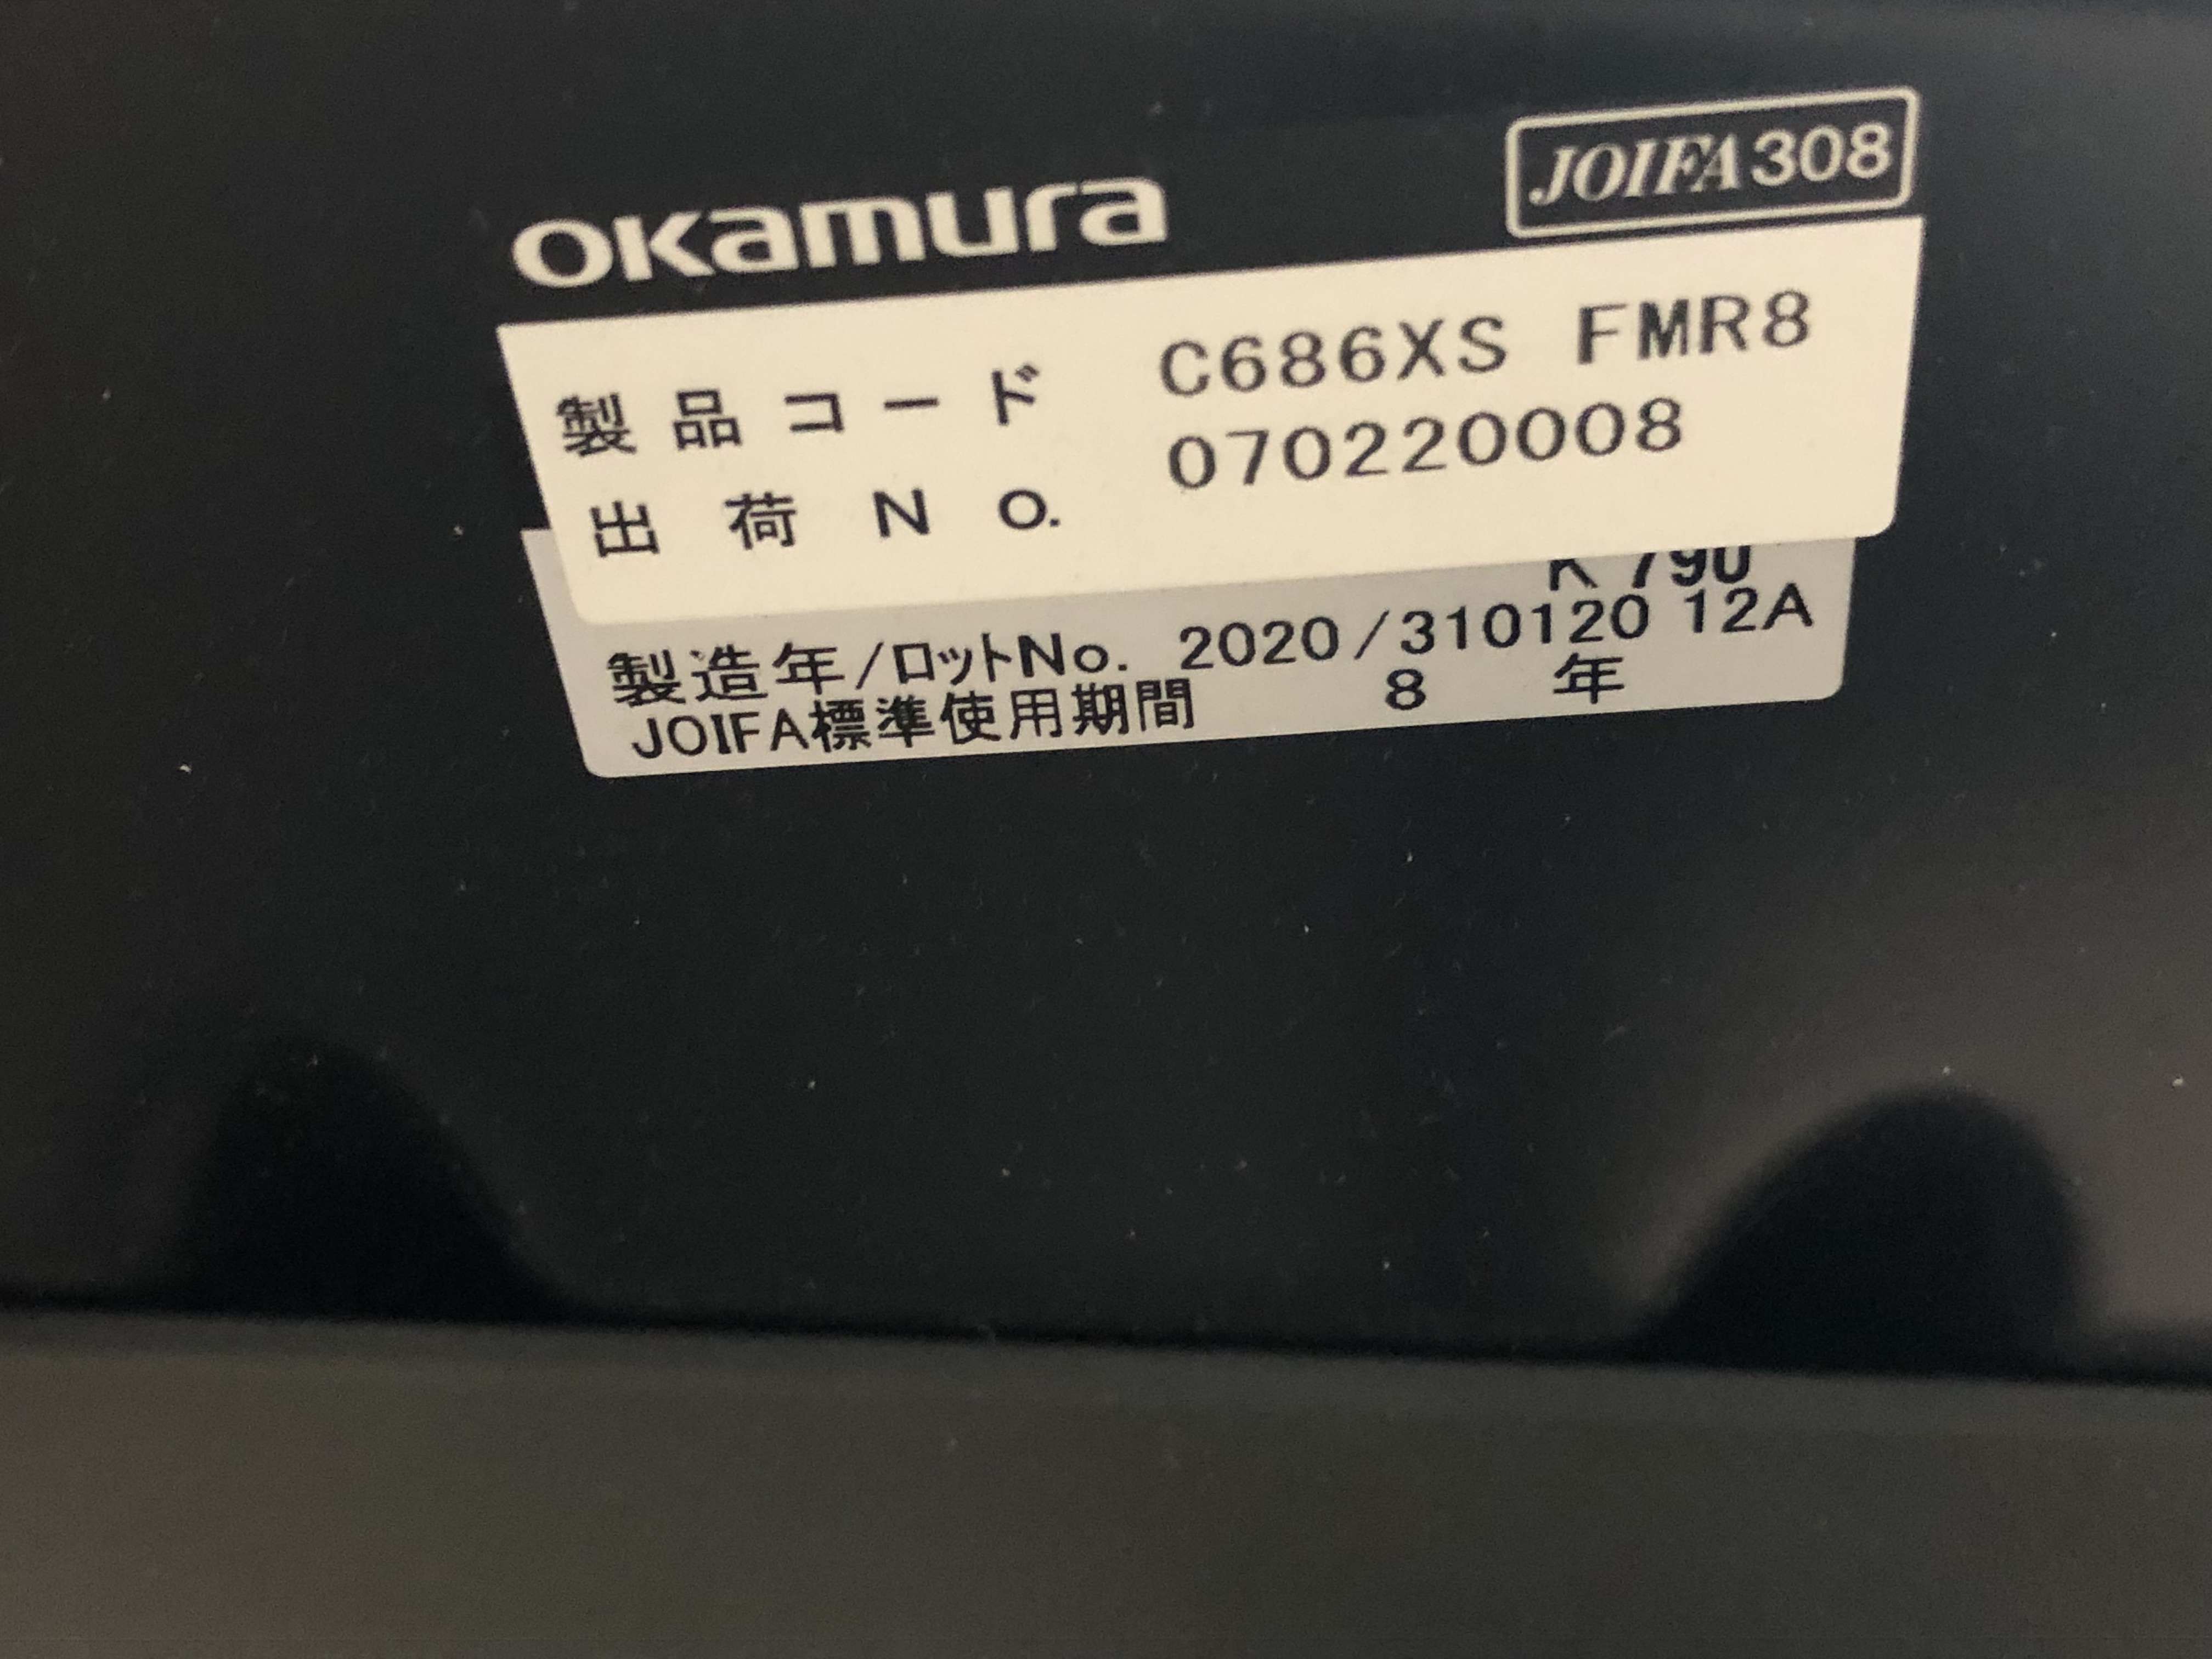 okamura
JOIFA308
製品コード C686XS FMR8
出荷No. 070220008
製造年/ロットNo. 2020/310120 12A
JOIFA標準使用期間 8 年